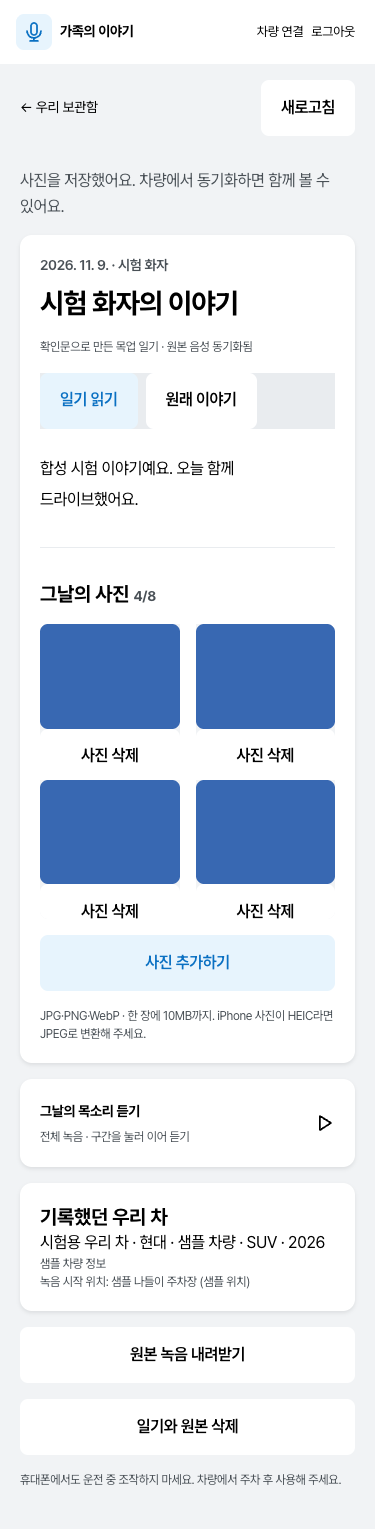 가족의 이야기
차량 연결 로그아웃
← 우리 보관함
새로고침
사진을 저장했어요. 차량에서 동기화하면 함께 볼 수
있어요.
2026. 11. 9. · 시험 화자
시험 화자의 이야기
확인문으로 만든 목업 일기 · 원본 음성 동기화됨
일기 읽기
원래 이야기
합성 시험 이야기예요. 오늘 함께
드라이브했어요.
그날의 사진 4/8
사진 삭제
사진 삭제
사진 삭제
사진 삭제
사진 추가하기
JPG·PNG·WebP · 한 장에 10MB까지. iPhone 사진이 HEIC라면
JPEG로 변환해 주세요.
그날의 목소리 듣기
전체 녹음 · 구간을 눌러 이어 듣기
기록했던 우리 차
시험용 우리 차 · 현대 · 샘플 차량 · SUV · 2026
샘플 차량 정보
녹음 시작 위치: 샘플 나들이 주차장 (샘플 위치)
원본 녹음 내려받기
일기와 원본 삭제
휴대폰에서도 운전 중 조작하지 마세요. 차량에서 주차 후 사용해 주세요.